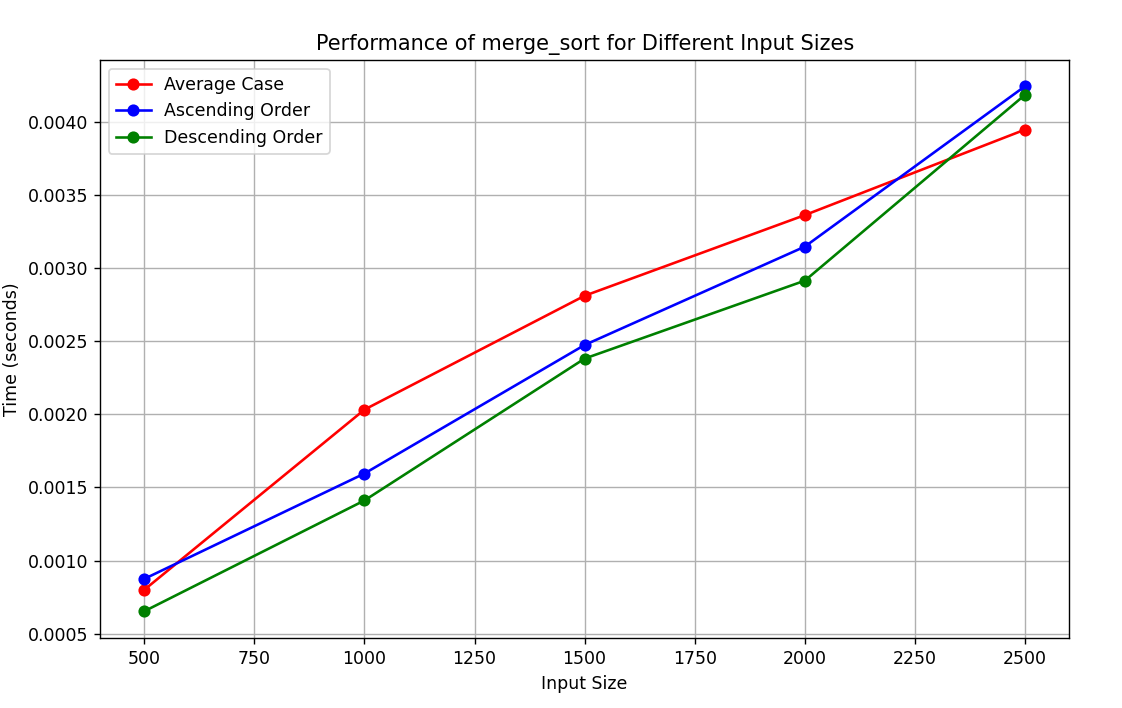 Performance of merge_sort for Different Input Sizes
Average Case
Ascending Order
Descending Order
0.0040
0.0035
0.0030
0.0025
0.0020
0.0015
0.0010
0.0005
Time (seconds)
500 750 1000 1250 1500 1750 2000 2250 2500
Input Size